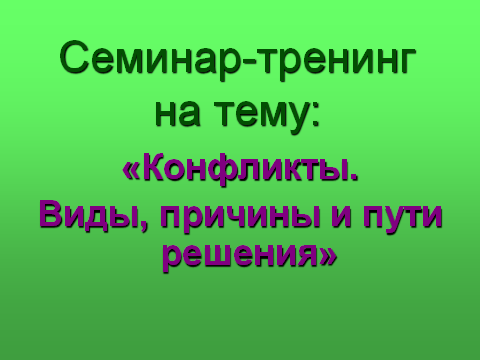 Семинар-тренинг
на тему:
«Конфликты.
Виды, причины и пути
решения»